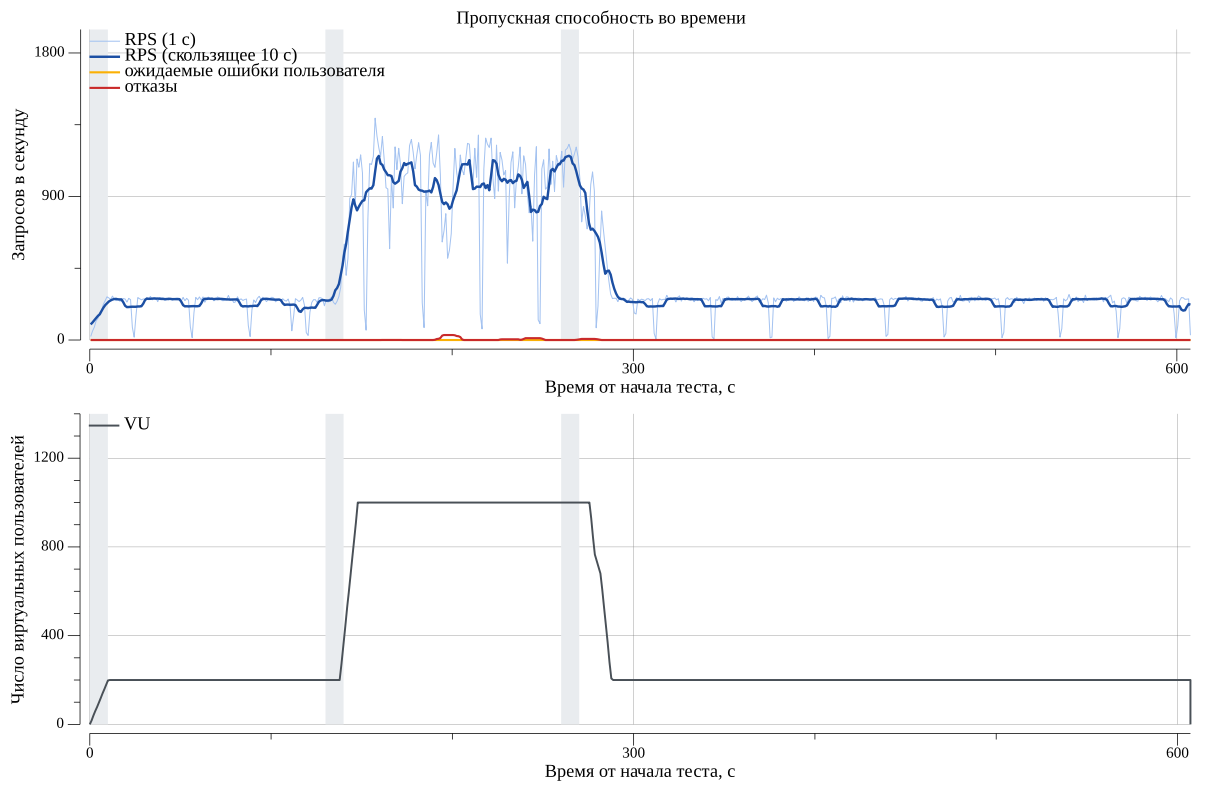 Пропускная способность во времени
RPS (1 с)
RPS (скользящее 10 с)
ожидаемые ошибки пользователя
отказы
Запросов в секунду
1800
900
0
0
300
600
Время от начала теста, с
VU
Число виртуальных пользователей
1200
800
400
0
0
300
600
Время от начала теста, с